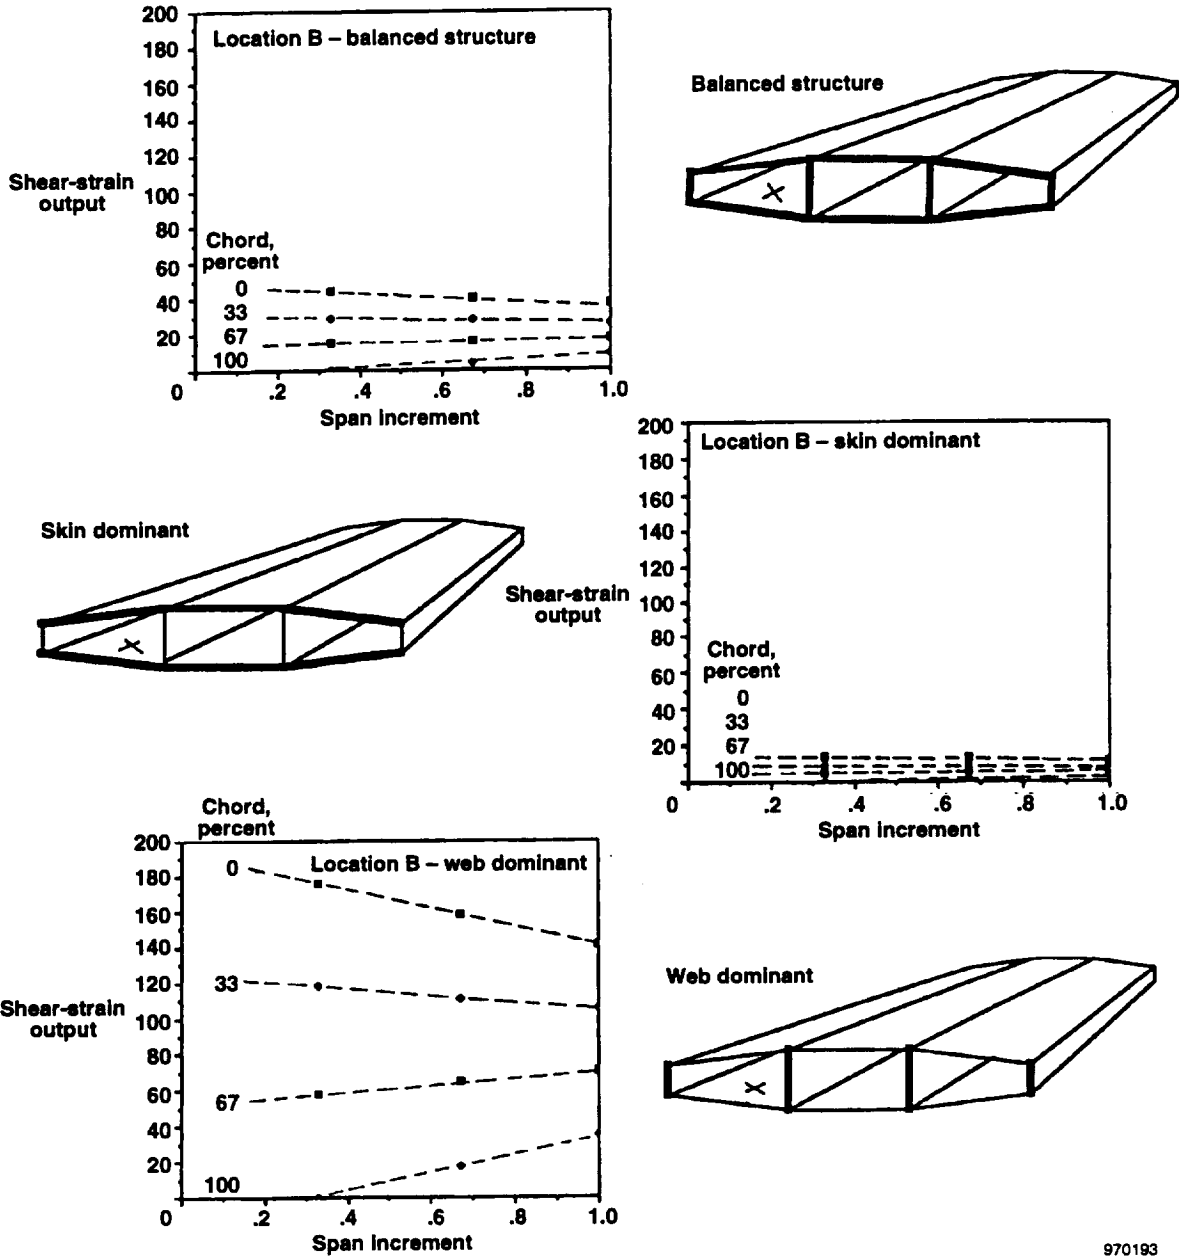 200
180
160
140
120
100
80
60
40
20
0
.2
.4
.6
.8
1.0
Location B – balanced structure
Shear-strain
output
Chord,
percent
0
33
67
100
Span increment
Balanced structure
Skin dominant
200
180
160
140
120
100
80
60
40
20
0
.2
.4
.6
.8
1.0
Location B – skin dominant
Shear-strain
output
Chord,
percent
0
33
67
100
Span increment
Chord,
percent
200
180
160
140
120
100
80
60
40
20
0
.2
.4
.6
.8
1.0
Location B – web dominant
0
33
67
100
Shear-strain
output
Span increment
Web dominant
970193